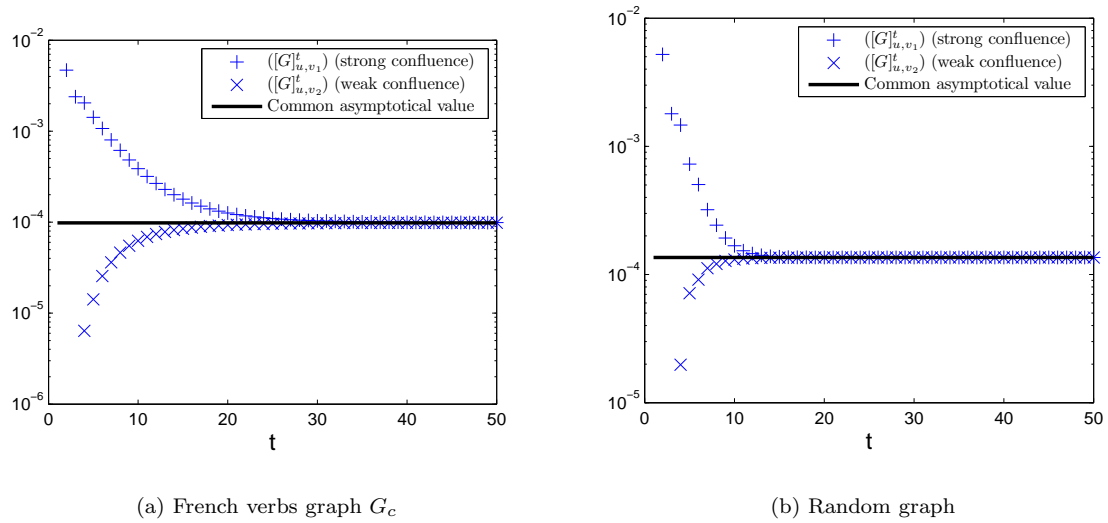 10^{-2}
10^{-3}
10^{-4}
10^{-5}
10^{-6}
0 10 20 30 40 50
t
([G]^t_{u,v_1}) (strong confluence)
([G]^t_{u,v_2}) (weak confluence)
Common asymptotical value
(a) French verbs graph G_c
10^{-2}
10^{-3}
10^{-4}
10^{-5}
0 10 20 30 40 50
t
([G]^t_{u,v_1}) (strong confluence)
([G]^t_{u,v_2}) (weak confluence)
Common asymptotical value
(b) Random graph